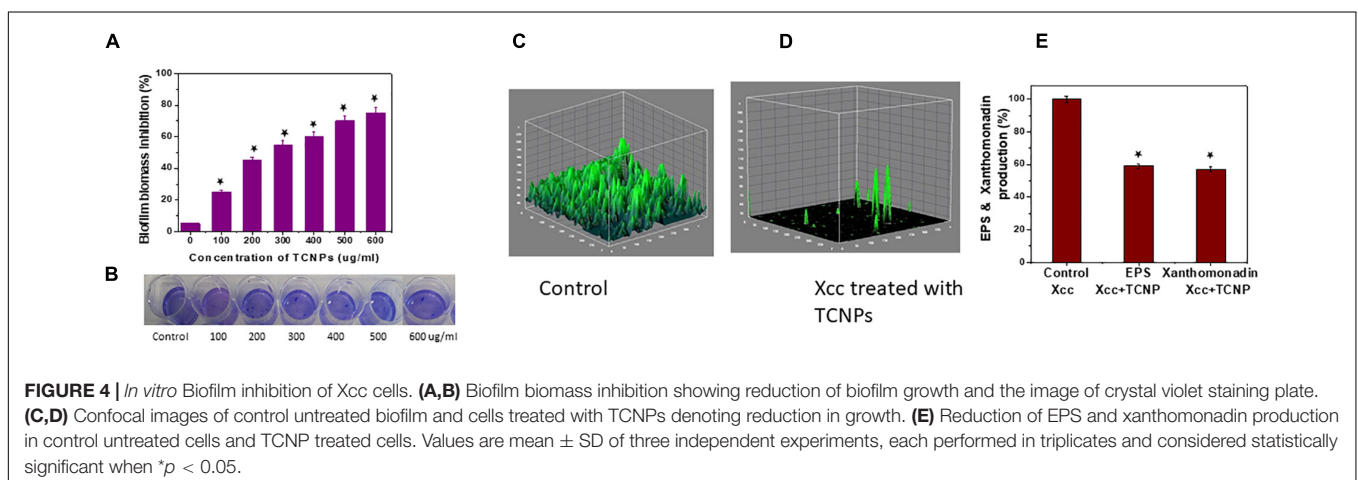 A
B
C
D
E
Biofilm biomass inhibition (%)
100
80
60
40
20
0
0 100 200 300 400 500 600
Concentration of TCNPs (ug/ml)
Control 100 200 300 400 500 600 ug/ml
Control
Xcc treated with
TCNPs
EPS & Xanthomonadin
production (%)
100
80
60
40
20
0
Control EPS Xanthomonadin
Xcc Xcc+TCNP Xcc+TCNP
FIGURE 4 | In vitro Biofilm inhibition of Xcc cells. (A,B) Biofilm biomass inhibition showing reduction of biofilm growth and the image of crystal violet staining plate.
(C,D) Confocal images of control untreated biofilm and cells treated with TCNPs denoting reduction in growth. (E) Reduction of EPS and xanthomonadin production
in control untreated cells and TCNP treated cells. Values are mean ± SD of three independent experiments, each performed in triplicates and considered statistically
significant when *p < 0.05.